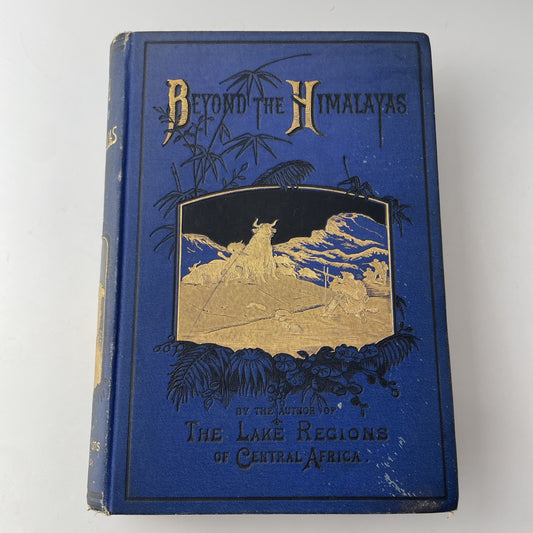 BEYOND THE HIMALAYAS
BY THE AUTHOR OF
THE LAKE REGIONS
OF CENTRAL AFRICA.